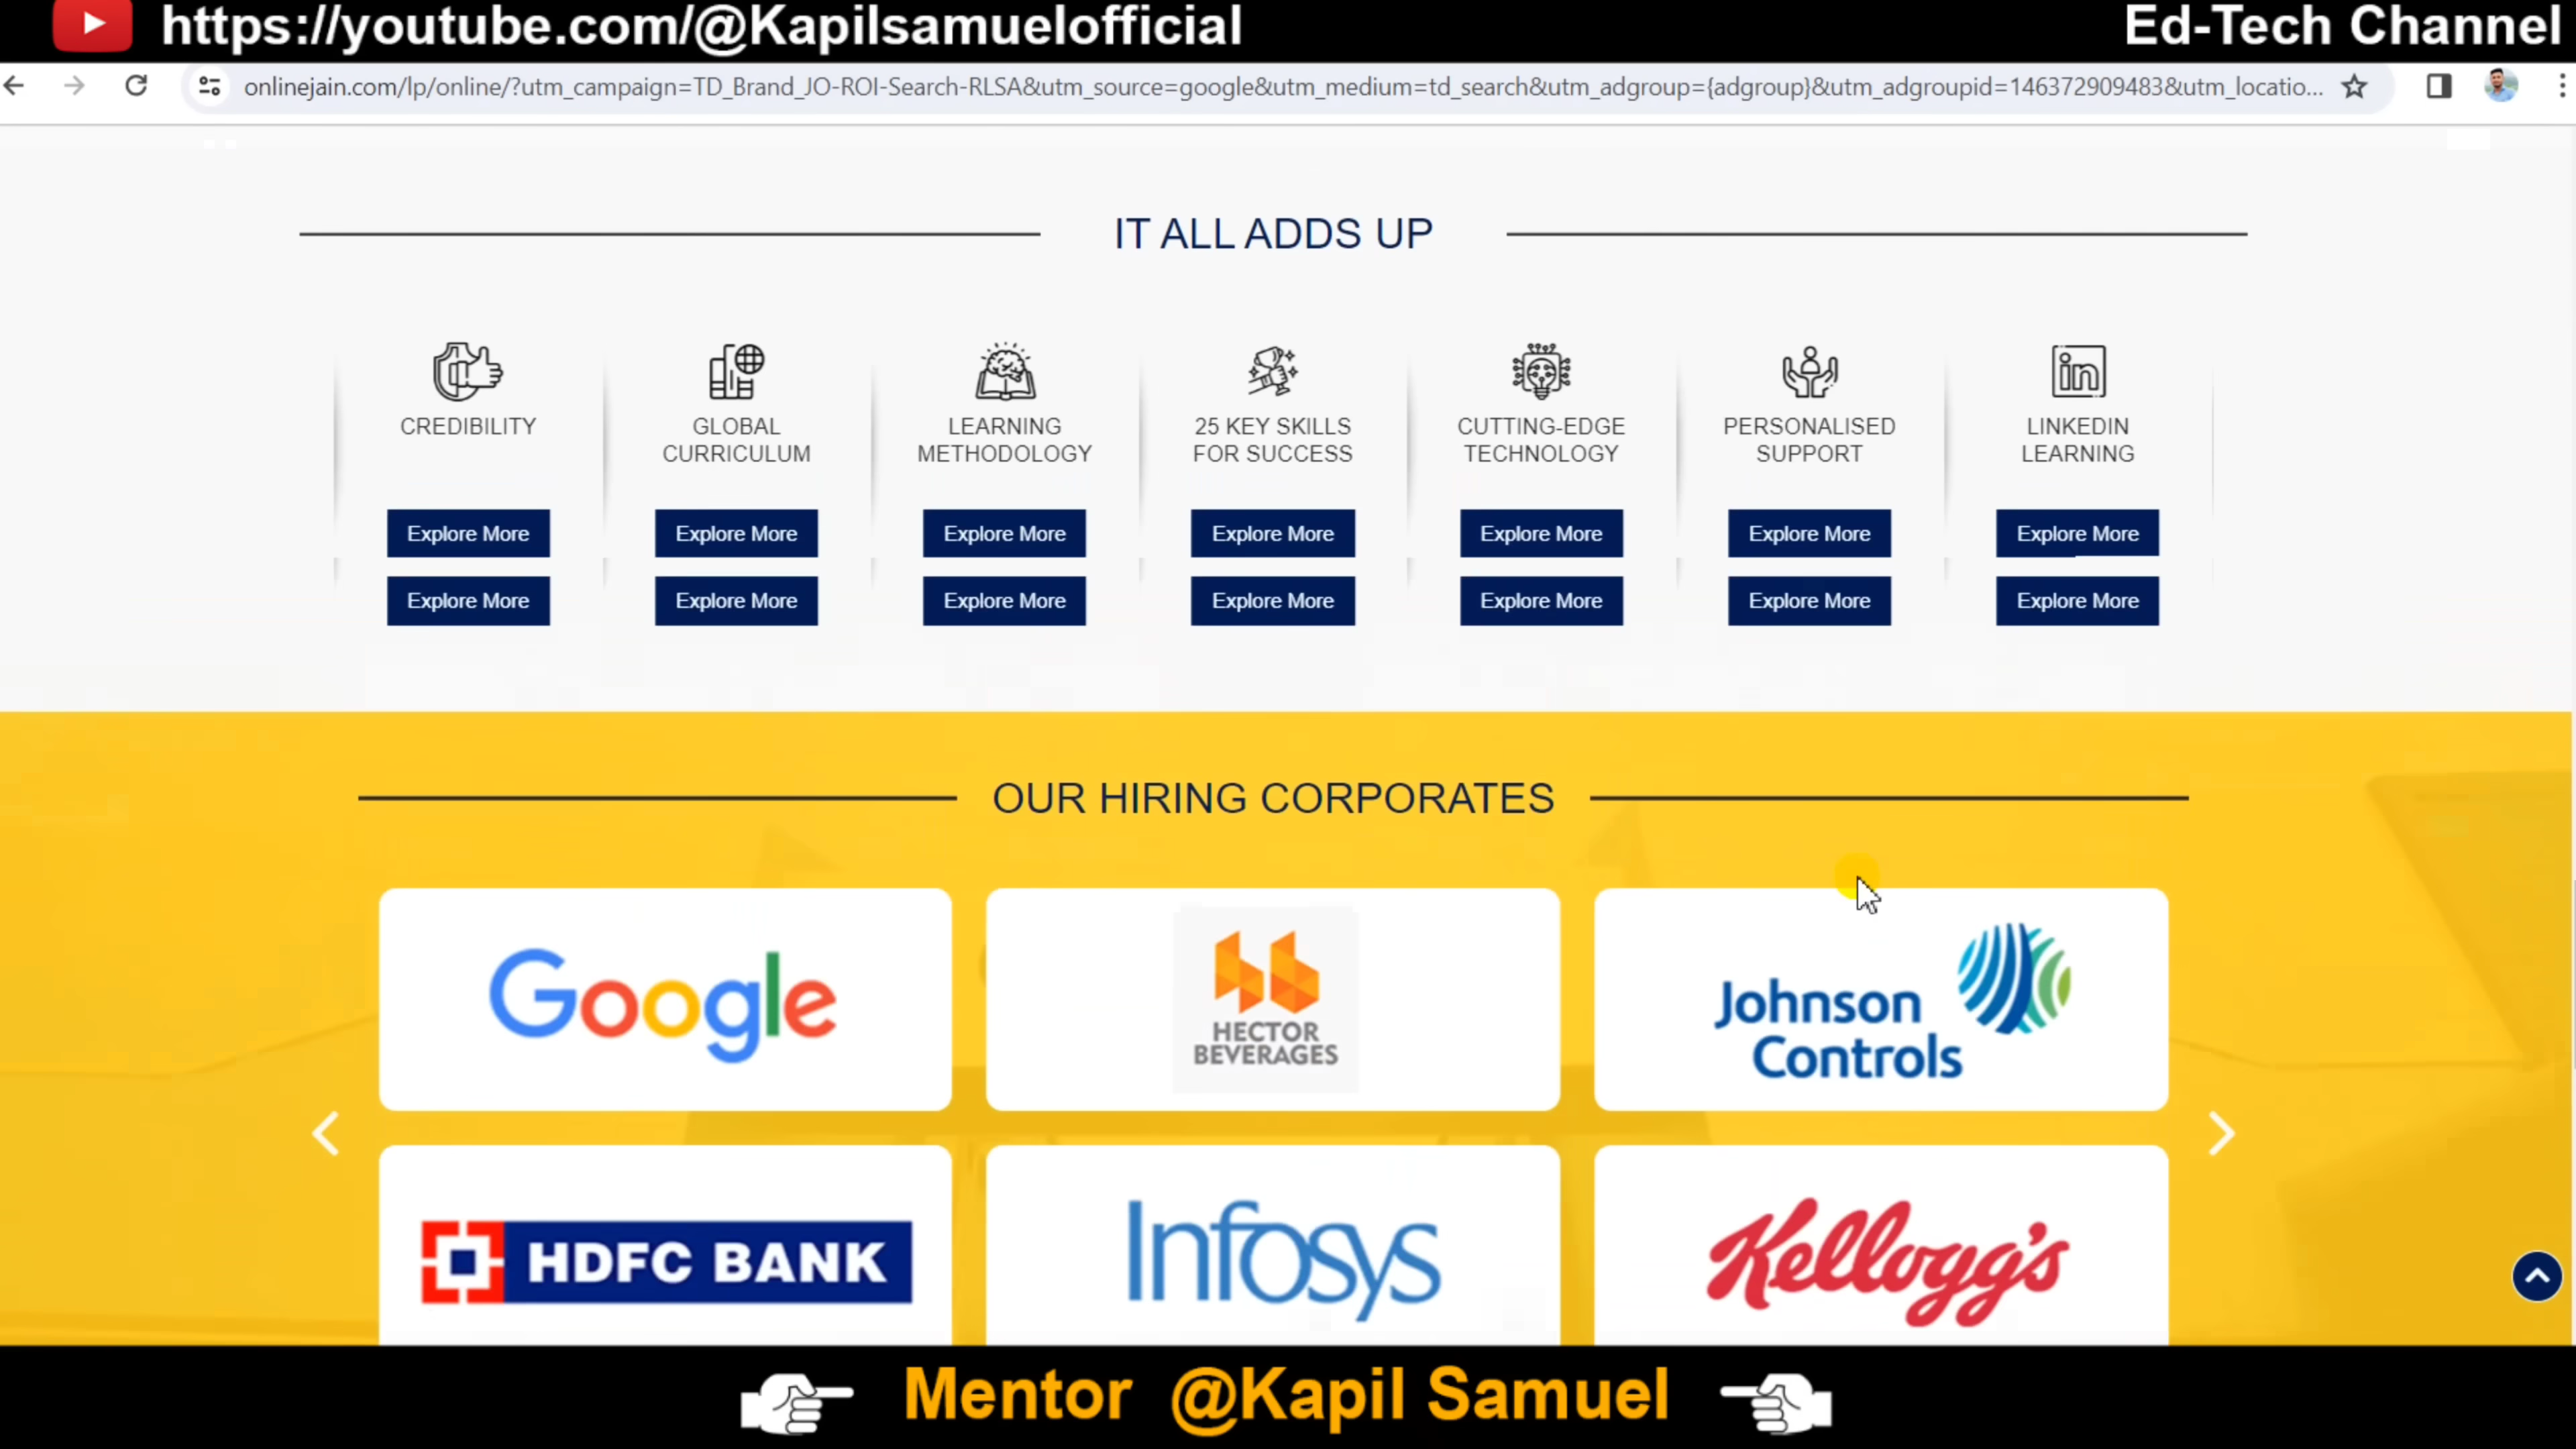 https://youtube.com/@Kapilsamuelofficial
Ed-Tech Channel
onlinejain.com/lp/online/?utm_campaign=TD_Brand_JO-ROI-Search-RLSA&utm_source=google&utm_medium=td_search&utm_adgroup={adgroup}&utm_adgroupid=146372909483&utm_locatio...
IT ALL ADDS UP
CREDIBILITY
GLOBAL
CURRICULUM
LEARNING
METHODOLOGY
25 KEY SKILLS
FOR SUCCESS
CUTTING-EDGE
TECHNOLOGY
PERSONALISED
SUPPORT
in
LINKEDIN
LEARNING
Explore More
Explore More
Explore More
Explore More
Explore More
Explore More
Explore More
Explore More
Explore More
Explore More
Explore More
Explore More
Explore More
Explore More
OUR HIRING CORPORATES
Google
HECTOR
BEVERAGES
Johnson
Controls
HDFC BANK
Infosys
Kellogg's
Mentor @Kapil Samuel